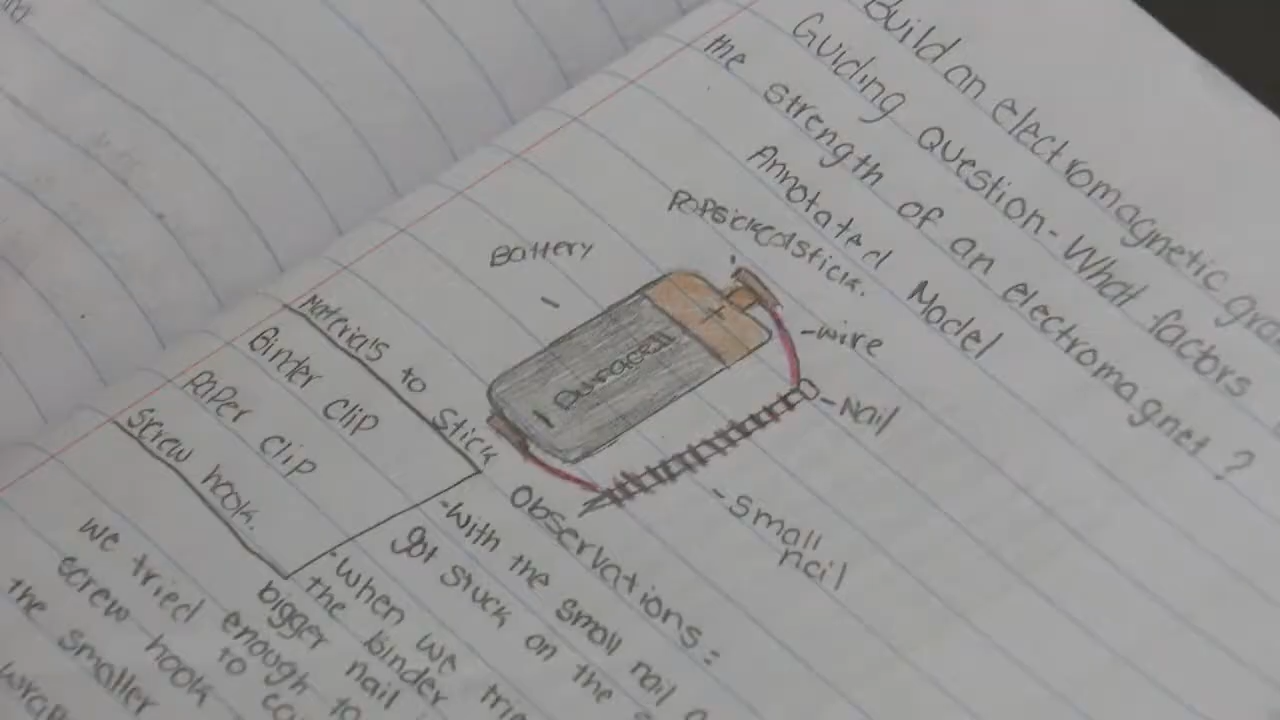 Build an electromagnetic
Guiding Question - What factors
the strength of an electromagnet?
Annotated Model
Popsickol stick.
Battery
-
+
Duracell
-
-wire
-Nail
-small
nail
Materials to Stick
Binder Clip
Paper Clip
Screw hook.
Observations:
-With the small nail
got stuck on the
-When we
the binder
bigger nail
We tried enough to
screw hook to
the smaller